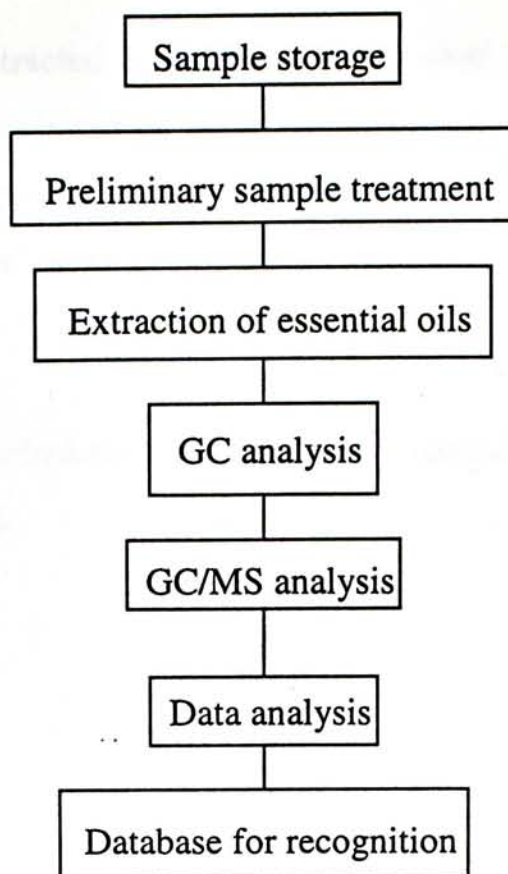 Sample storage
Preliminary sample treatment
Extraction of essential oils
GC analysis
GC/MS analysis
Data analysis
Database for recognition